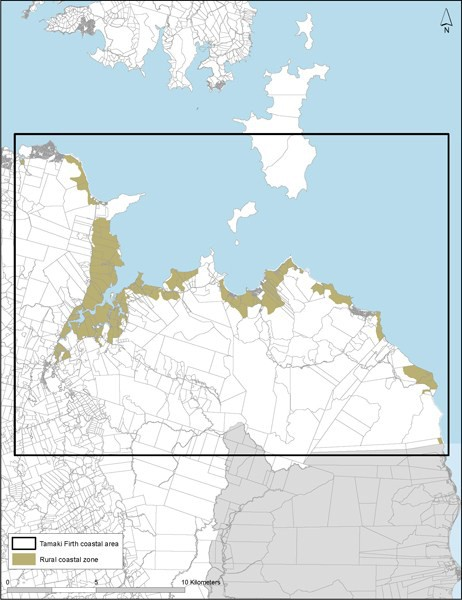 N
Tamaki Firth coastal area
Rural coastal zone
0 5 10 Kilometers